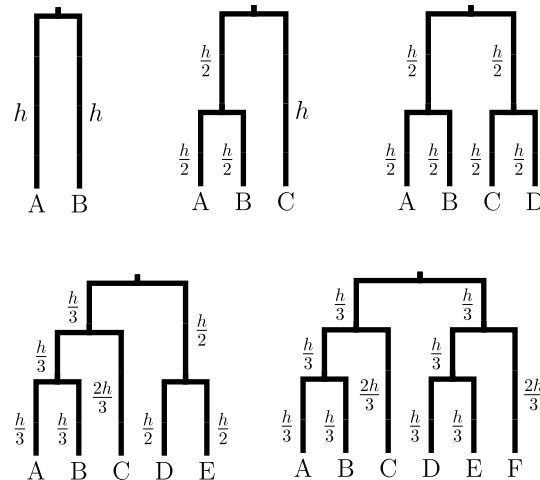 h h
A B
h/2 h
h/2 h/2
A B C
h/2 h/2
h/2 h/2 h/2 h/2
A B C D
h/3 h/2
h/3 2h/3
h/3 h/3 h/2 h/2
A B C D E
h/3 h/3
h/3 2h/3 h/3 2h/3
h/3 h/3 h/3 h/3
A B C D E F